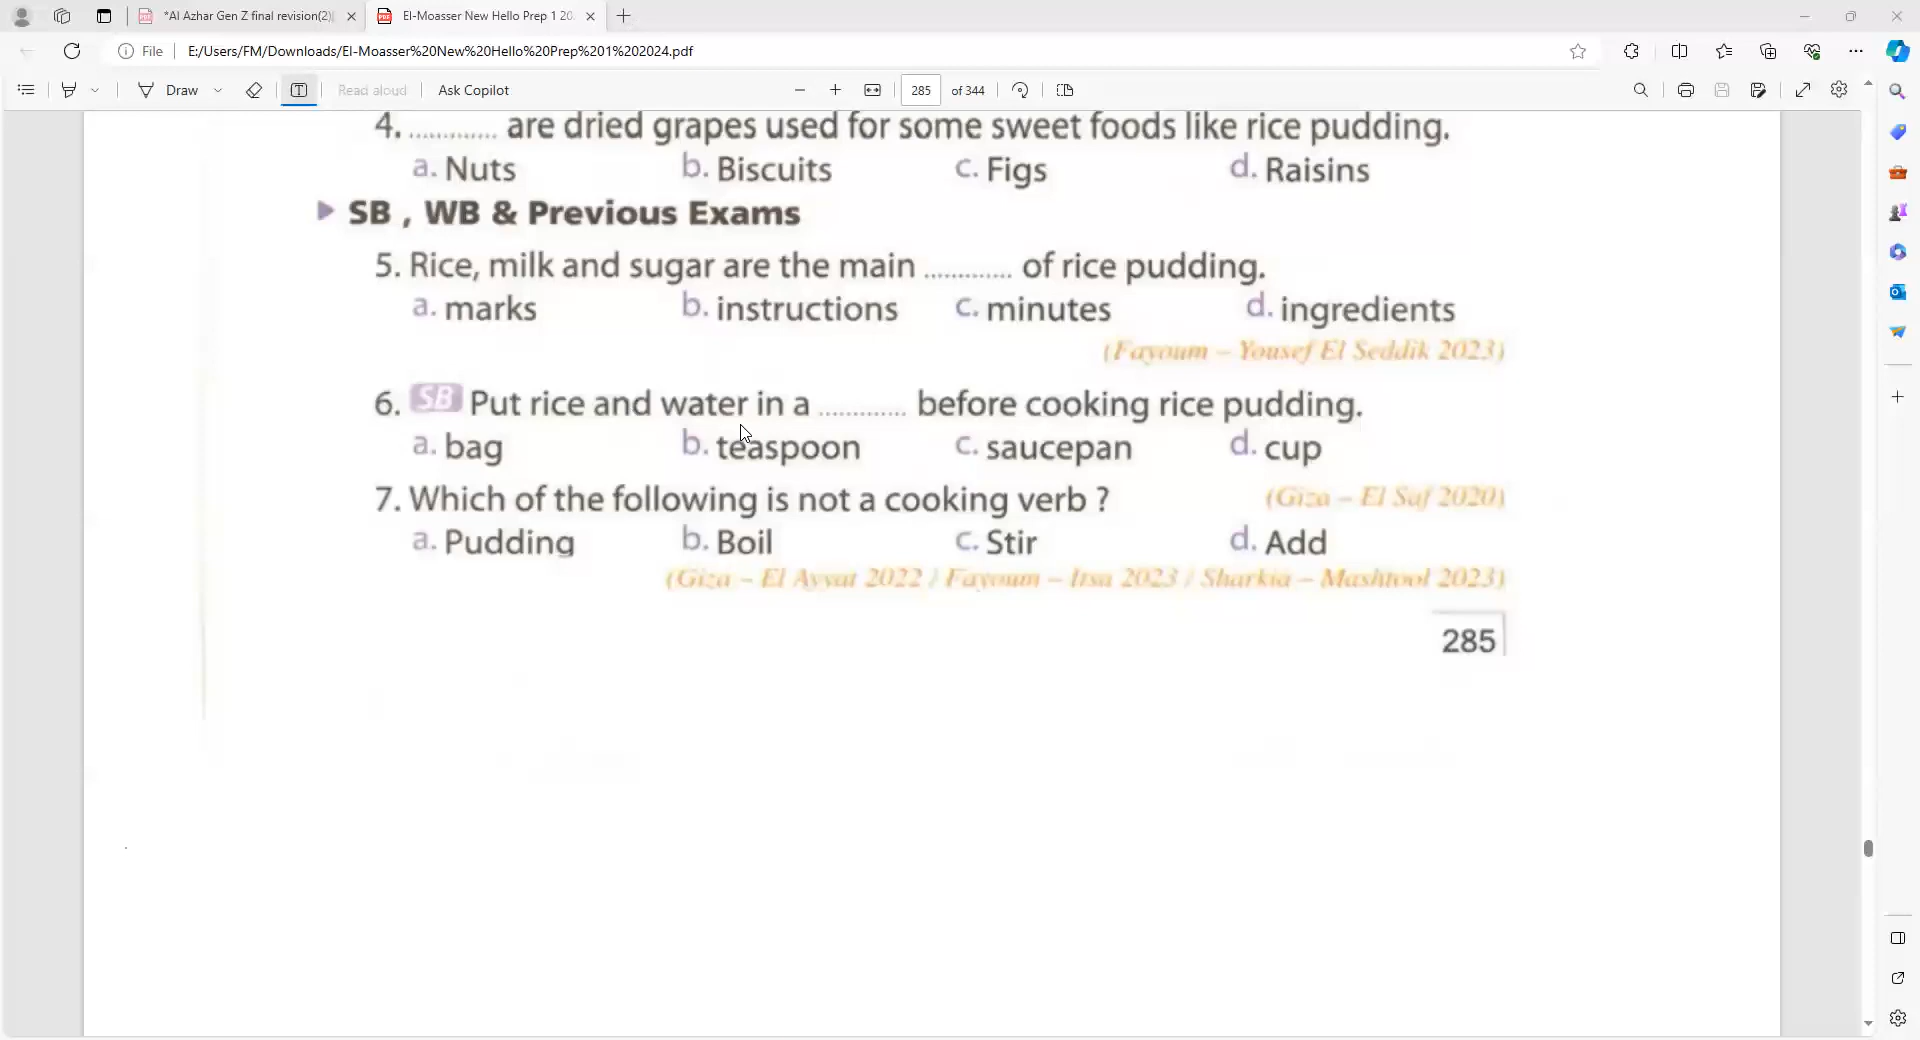 *Al Azhar Gen Z final revision(2)
El-Moasser New Hello Prep 1 20
File
E:/Users/FM/Downloads/El-Moasser%20New%20Hello%20Prep%201%202024.pdf
Draw
Read aloud
Ask Copilot
285 of 344
4. ............. are dried grapes used for some sweet foods like rice pudding.
a. Nuts b. Biscuits c. Figs d. Raisins
SB , WB & Previous Exams
5. Rice, milk and sugar are the main ............. of rice pudding.
a. marks b. instructions c. minutes d. ingredients
(Fayoum – Yousef El Seddik 2023)
6. SB Put rice and water in a ............. before cooking rice pudding.
a. bag b. teaspoon c. saucepan d. cup
7. Which of the following is not a cooking verb ? (Giza – El Saf 2020)
a. Pudding b. Boil c. Stir d. Add
(Giza – El Ayyat 2022 / Fayoum – Itsa 2023 / Sharkia – Mashtool 2023)
285